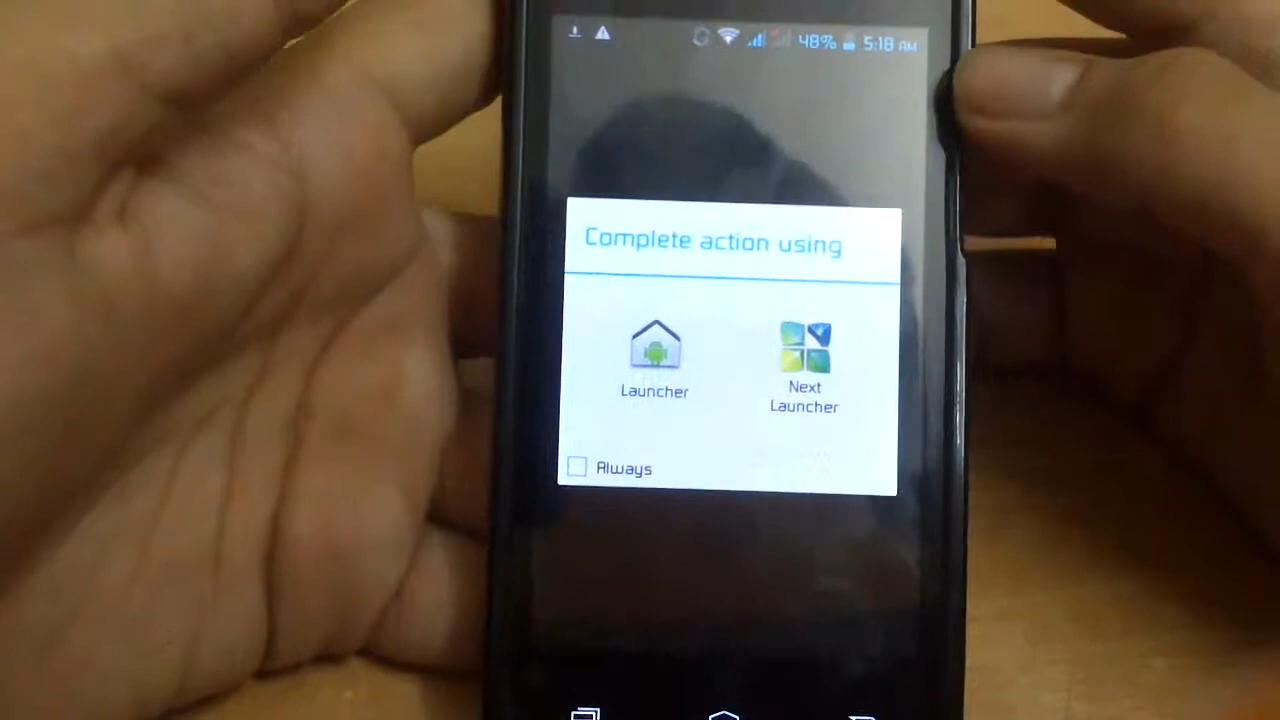 48% 5:18 AM
Complete action using
Launcher
Next
Launcher
Always